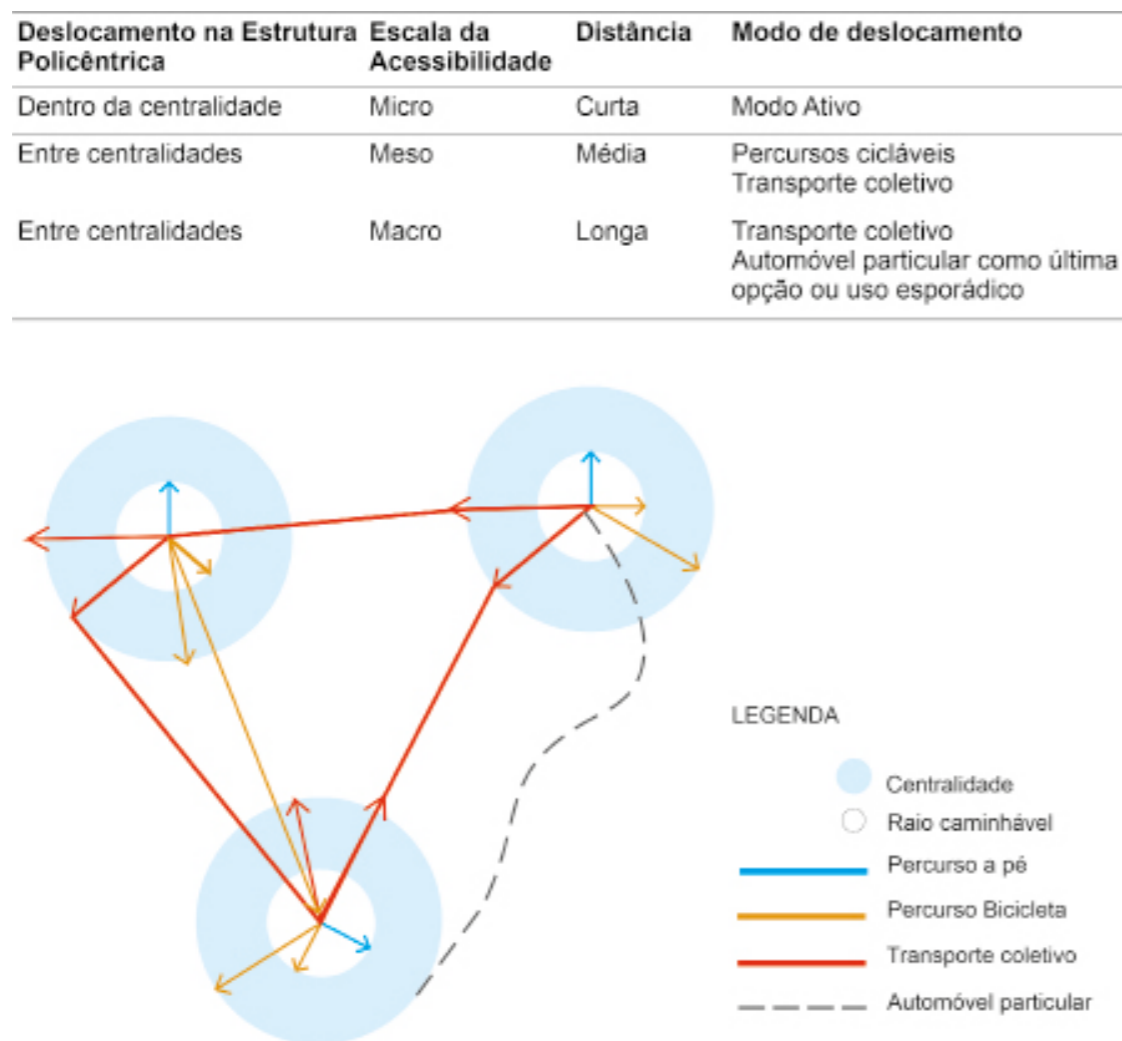 Deslocamento na Estrutura Policêntrica
Escala da Acessibilidade
Distância
Modo de deslocamento
Dentro da centralidade
Micro
Curta
Modo Ativo
Entre centralidades
Meso
Média
Percursos cicláveis
Transporte coletivo
Entre centralidades
Macro
Longa
Transporte coletivo
Automóvel particular como última
opção ou uso esporádico
LEGENDA
Centralidade
Raio caminhável
Percurso a pé
Percurso Bicicleta
Transporte coletivo
Automóvel particular